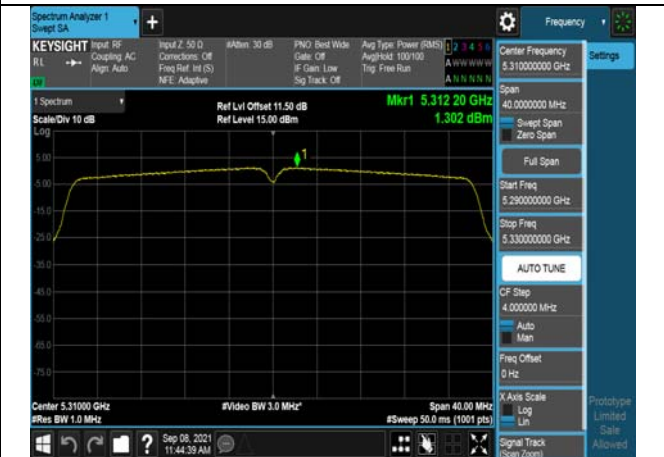 Spectrum Analyzer 1
Swept SA
+
Frequency
KEYSIGHT
RL
Input: RF
Coupling: AC
Align: Auto
Input Z: 50 Ω
Corrections: Off
Freq Ref: Int (S)
NFE: Adaptive
#Atten: 30 dB
PNO: Best Wide
Gate: Off
IF Gain: Low
Sig Track: Off
Avg Type: Power (RMS)
Avg|Hold: 100/100
Trig: Free Run
1 2 3 4 5 6
A W W W W W
A N N N N N
1 Spectrum
Scale/Div 10 dB
Log
Ref Lvl Offset 11.50 dB
Ref Level 15.00 dBm
Mkr1 5.312 20 GHz
1.302 dBm
1
5.00
-5.00
-15.0
-25.0
-35.0
-45.0
-55.0
-65.0
-75.0
Center 5.31000 GHz
#Res BW 1.0 MHz
#Video BW 3.0 MHz*
Span 40.00 MHz
#Sweep 50.0 ms (1001 pts)
Sep 08, 2021
11:44:39 AM
?
Center Frequency
5.310000000 GHz
Settings
Span
40.0000000 MHz
Swept Span
Zero Span
Full Span
Start Freq
5.290000000 GHz
Stop Freq
5.330000000 GHz
AUTO TUNE
CF Step
4.000000 MHz
Auto
Man
Freq Offset
0 Hz
X Axis Scale
Log
Lin
Signal Track
(Span Zoom)
Prototype
Limited
Sale
Allowed